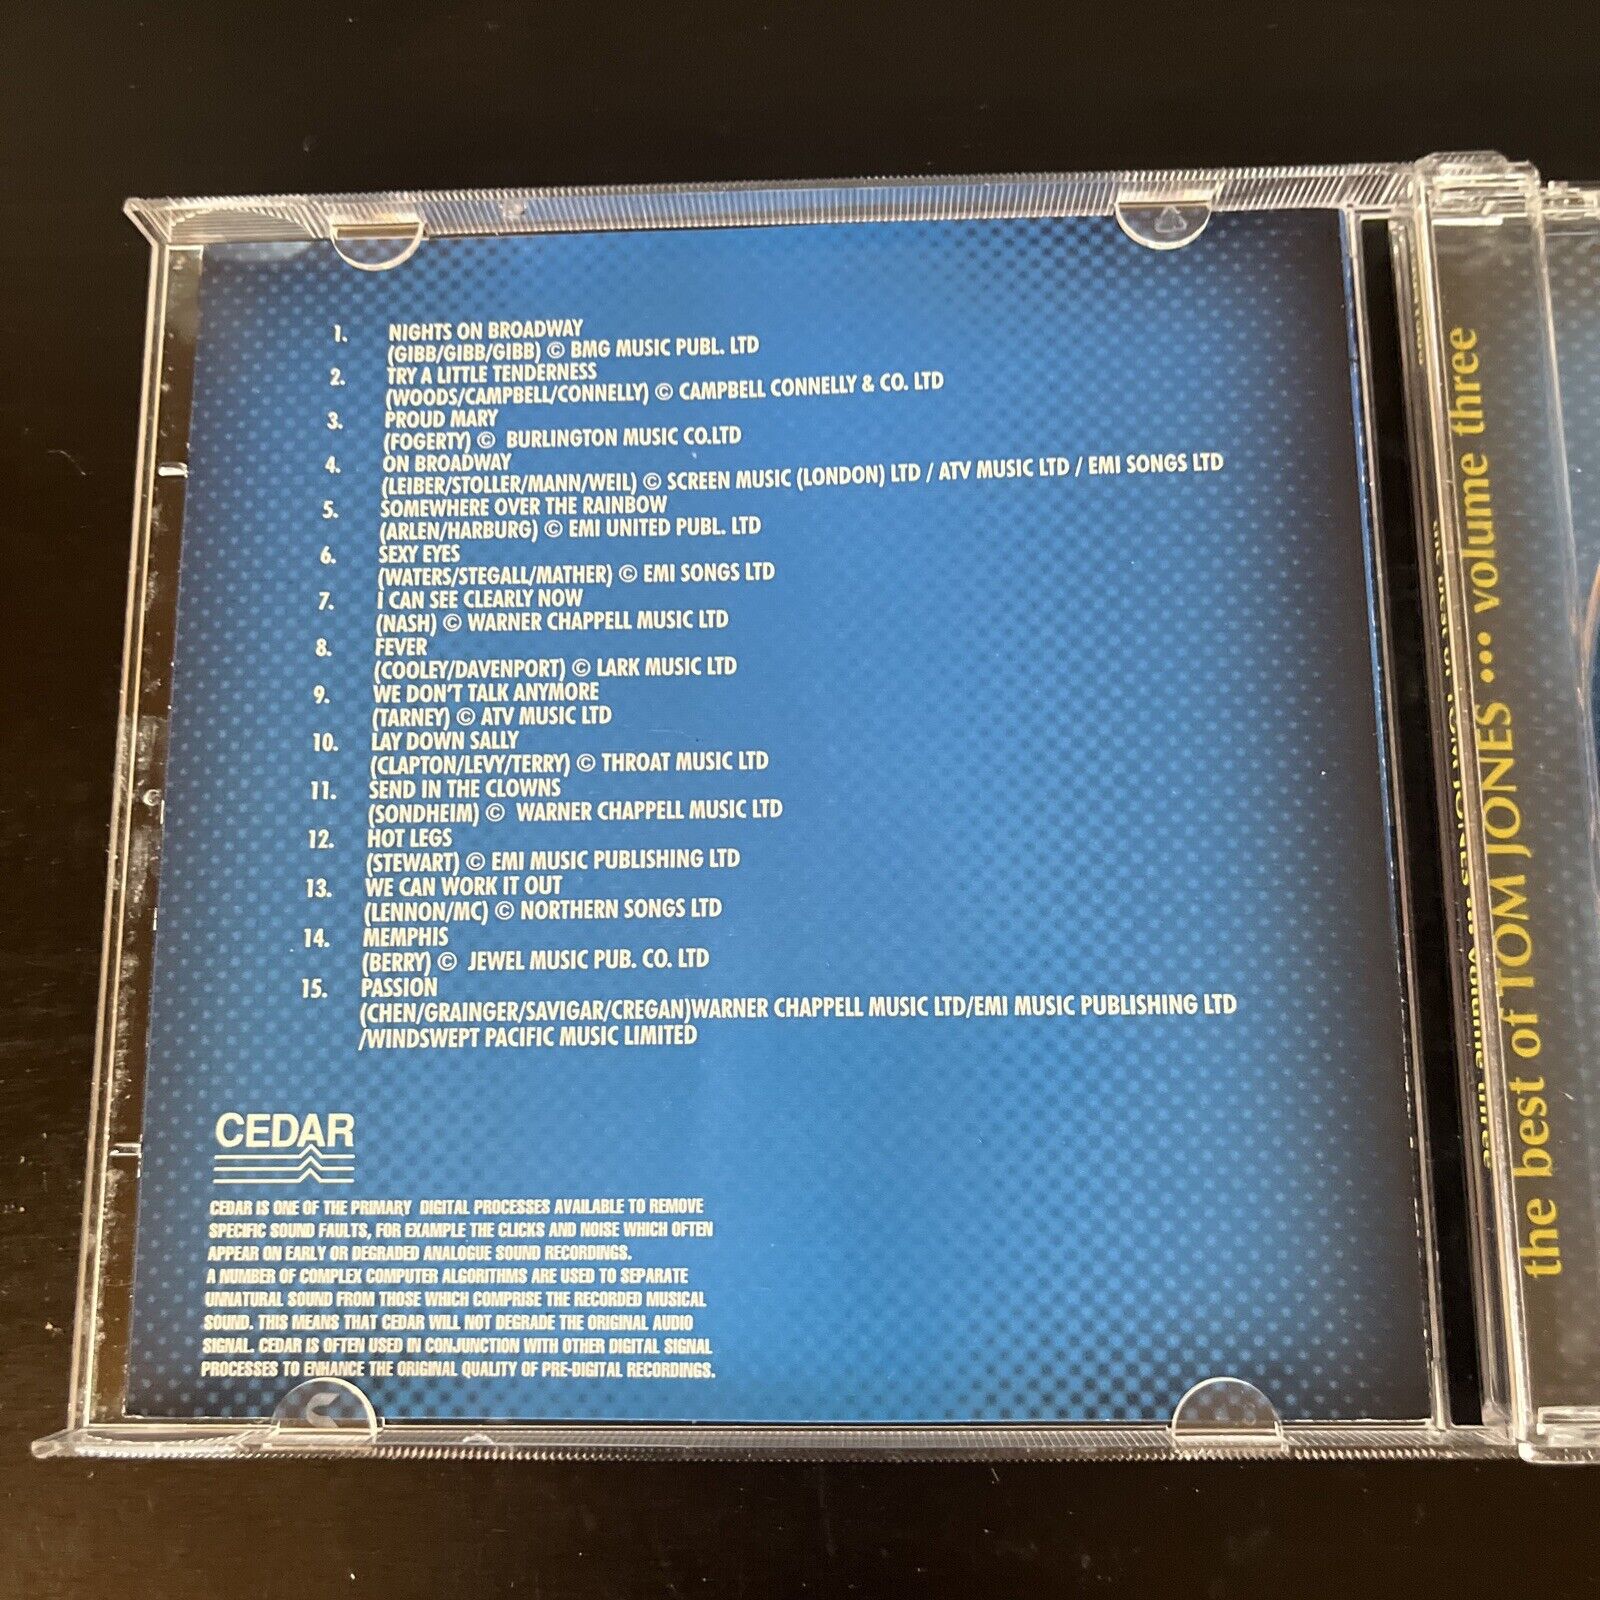 1. NIGHTS ON BROADWAY
(GIBB/GIBB/GIBB) © BMG MUSIC PUBL. LTD
2. TRY A LITTLE TENDERNESS
(WOODS/CAMPBELL/CONNELLY) © CAMPBELL CONNELLY & CO. LTD
3. PROUD MARY
(FOGERTY) © BURLINGTON MUSIC CO.LTD
4. ON BROADWAY
(LEIBER/STOLLER/MANN/WEIL) © SCREEN MUSIC (LONDON) LTD / ATV MUSIC LTD / EMI SONGS LTD
5. SOMEWHERE OVER THE RAINBOW
(ARLEN/HARBURG) © EMI UNITED PUBL. LTD
6. SEXY EYES
(WATERS/STEGALL/MATHER) © EMI SONGS LTD
7. I CAN SEE CLEARLY NOW
(NASH) © WARNER CHAPPELL MUSIC LTD
8. FEVER
(COOLEY/DAVENPORT) © LARK MUSIC LTD
9. WE DON'T TALK ANYMORE
(TARNEY) © ATV MUSIC LTD
10. LAY DOWN SALLY
(CLAPTON/LEVY/TERRY) © THROAT MUSIC LTD
11. SEND IN THE CLOWNS
(SONDHEIM) © WARNER CHAPPELL MUSIC LTD
12. HOT LEGS
(STEWART) © EMI MUSIC PUBLISHING LTD
13. WE CAN WORK IT OUT
(LENNON/MC) © NORTHERN SONGS LTD
14. MEMPHIS
(BERRY) © JEWEL MUSIC PUB. CO. LTD
15. PASSION
(CHEN/GRAINGER/SAVIGAR/CREGAN)WARNER CHAPPELL MUSIC LTD/EMI MUSIC PUBLISHING LTD
/WINDSWEPT PACIFIC MUSIC LIMITED
CEDAR
CEDAR IS ONE OF THE PRIMARY DIGITAL PROCESSES AVAILABLE TO REMOVE
SPECIFIC SOUND FAULTS, FOR EXAMPLE THE CLICKS AND NOISE WHICH OFTEN
APPEAR ON EARLY OR DEGRADED ANALOGUE SOUND RECORDINGS.
A NUMBER OF COMPLEX COMPUTER ALGORITHMS ARE USED TO SEPARATE
UNNATURAL SOUND FROM THOSE WHICH COMPRISE THE RECORDED MUSICAL
SOUND. THIS MEANS THAT CEDAR WILL NOT DEGRADE THE ORIGINAL AUDIO
SIGNAL. CEDAR IS OFTEN USED IN CONJUNCTION WITH OTHER DIGITAL SIGNAL
PROCESSES TO ENHANCE THE ORIGINAL QUALITY OF PRE-DIGITAL RECORDINGS.
the best of TOM JONES .... volume three
the best of TOM JONES .... volume three